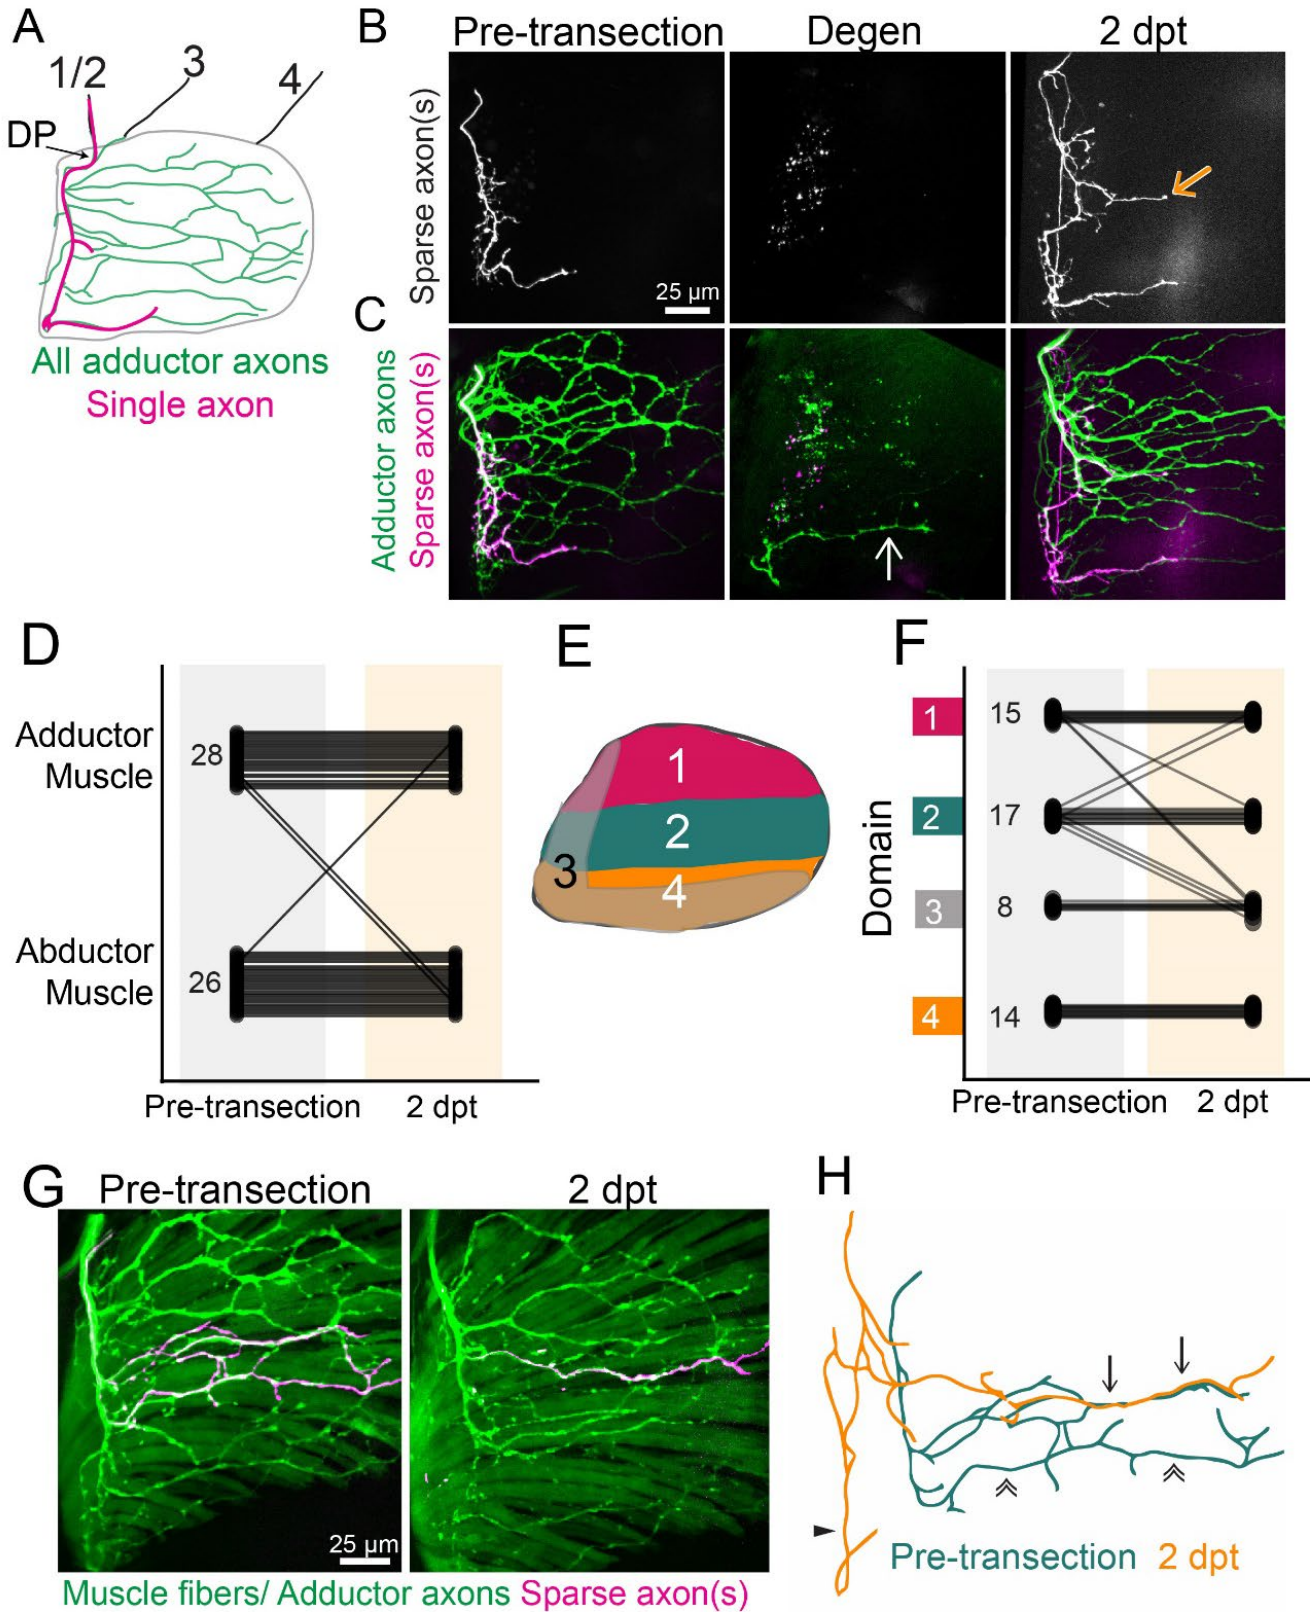 A
1/2
3
4
DP
All adductor axons
Single axon
B
Pre-transection
Degen
2 dpt
Sparse axon(s)
25 µm
C
Adductor axons
Sparse axon(s)
D
Adductor
Muscle
28
Abductor
Muscle
26
Pre-transection
2 dpt
E
1
2
3
4
F
Domain
1
15
2
17
3
8
4
14
Pre-transection
2 dpt
G
Pre-transection
2 dpt
25 µm
Muscle fibers/ Adductor axons Sparse axon(s)
H
Pre-transection 2 dpt